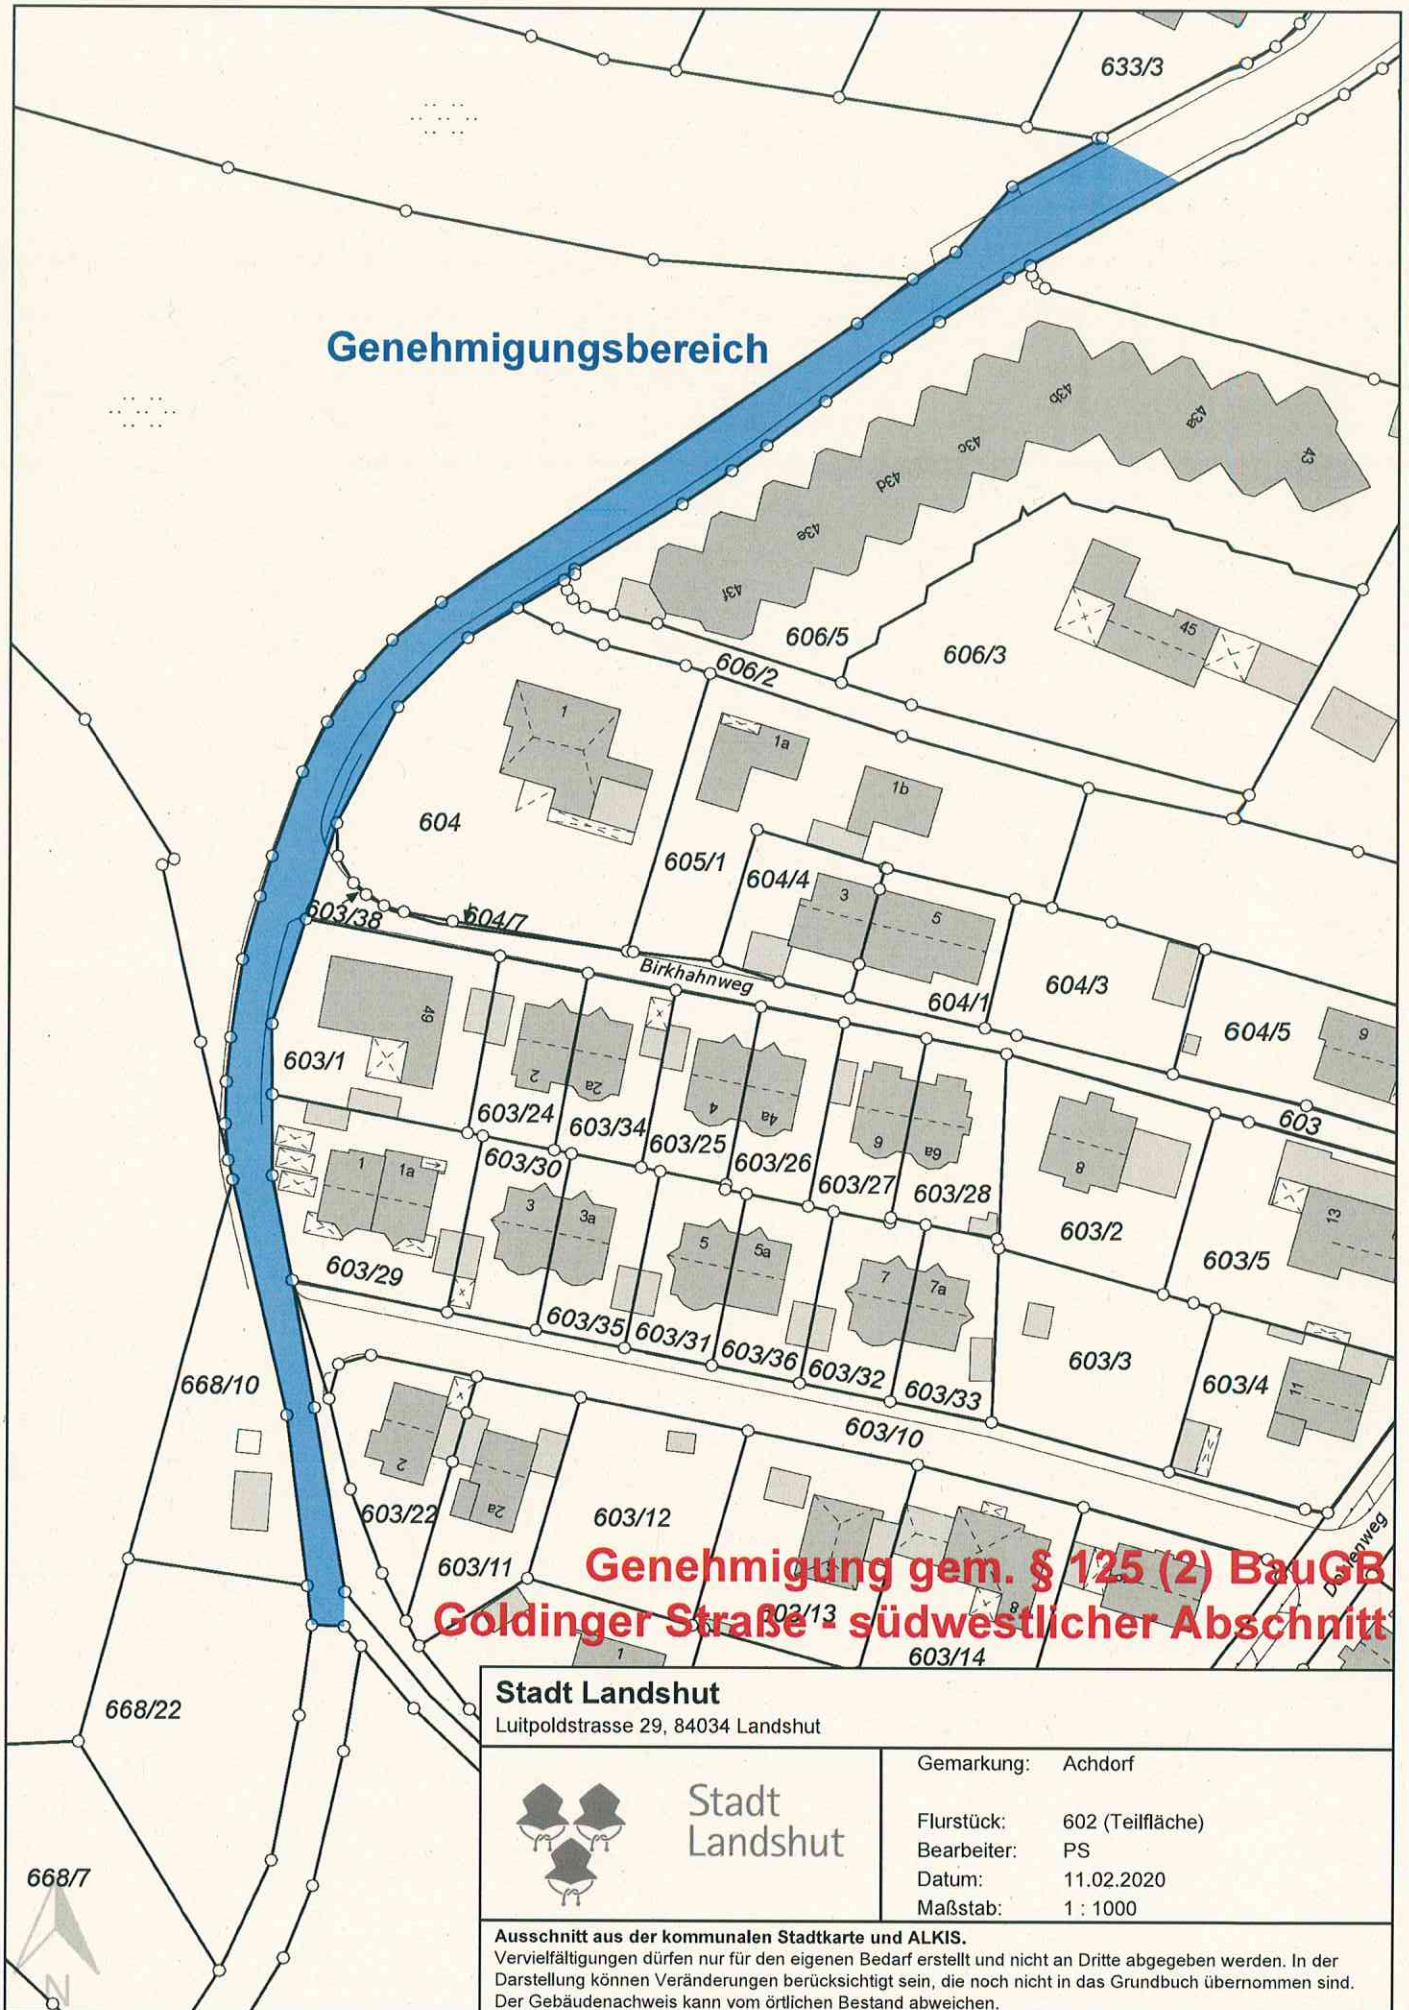 633/3
Genehmigungsbereich
43b
43a
43
43c
43d
43e
43f
606/5
606/3
45
606/2
1
1a
1b
604
605/1
604/4
3
5
603/38
604/7
Birkhahnweg
604/1
604/3
604/5
9
49
603/1
2
2a
4
4a
6
6a
8
603
603/24
603/34
603/25
603/26
603/27
603/28
603/2
603/5
13
603/30
1
1a
3
3a
5
5a
7
7a
603/29
603/35
603/31
603/36
603/32
603/33
603/3
603/4
11
668/10
603/10
2
2a
603/22
603/12
603/11
603/13
8
603/14
1
Genehmigung gem. § 125 (2) BauGB
Goldinger Straße - südwestlicher Abschnitt
668/22
668/7
N
Stadt Landshut
Luitpoldstrasse 29, 84034 Landshut
Stadt
Landshut
Gemarkung: Achdorf
Flurstück: 602 (Teilfläche)
Bearbeiter: PS
Datum: 11.02.2020
Maßstab: 1 : 1000
Ausschnitt aus der kommunalen Stadtkarte und ALKIS.
Vervielfältigungen dürfen nur für den eigenen Bedarf erstellt und nicht an Dritte abgegeben werden. In der
Darstellung können Veränderungen berücksichtigt sein, die noch nicht in das Grundbuch übernommen sind.
Der Gebäudenachweis kann vom örtlichen Bestand abweichen.